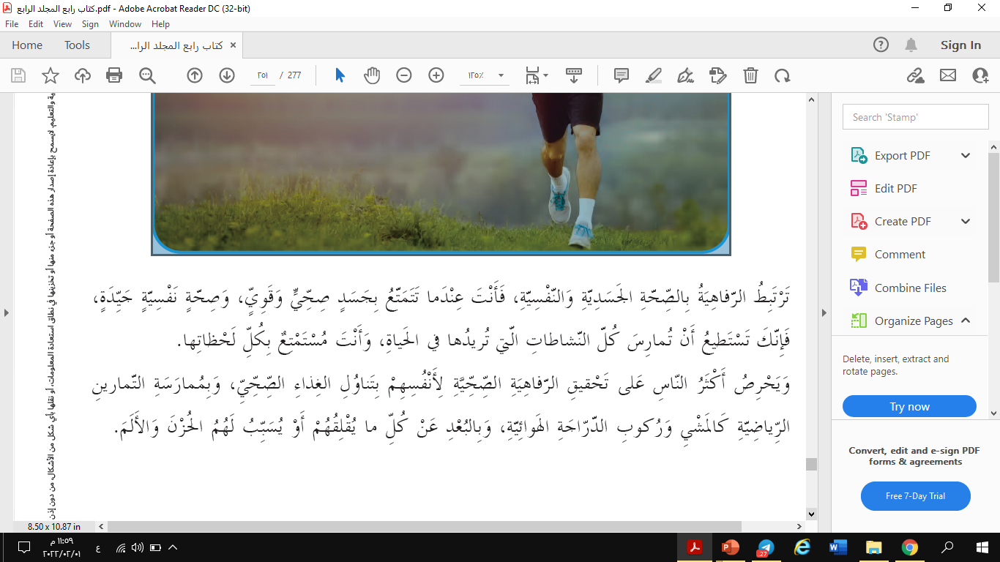 كتاب رابع المجلد الرابع.pdf - Adobe Acrobat Reader DC (32-bit)
File Edit View Sign Window Help
Home Tools كتاب رابع المجلد الرا... ×
Sign In
٢٥١ / 277
١٢٥٪
Search 'Stamp'
Export PDF
Edit PDF
Create PDF
Comment
Combine Files
Organize Pages
Delete, insert, extract and
rotate pages.
Try now
Convert, edit and e-sign PDF
forms & agreements
Free 7-Day Trial
ية والتعليم. لايسمح بإعادة إصدار هذه الصفحة أو جزء منها أو تخزينها في نطاق استعادة المعلومات، أو نقلها بأي شكل من الأشكال، من دون إذن
تَرْتَبِطُ الرّفاهِيَةُ بِالصِّحّةِ الجَسَدِيّةِ وَالنّفْسِيّةِ، فَأَنْتَ عِنْدَما تَتَمَتّعُ بِجَسَدٍ صِحِّيٍّ وَقَوِيّ، وَصِحّةٍ نَفْسِيّةٍ جَيِّدَةٍ،
فَإِنّكَ تَسْتَطيعُ أَنْ تُمارِسَ كُلّ النّشاطاتِ الّتي تُريدُها في الحَياةِ، وَأَنْتَ مُسْتَمْتِعٌ بِكُلِّ لَحْظاتِها.
وَيَحْرِصُ أَكْثَرُ النّاسِ عَلى تَحْقيقِ الرّفاهِيَةِ الصِّحِّيَّةِ لِأَنْفُسِهِمْ بِتَناوُلِ الغِذاءِ الصِّحِّيّ، وَبِمُمارَسَةِ التّمارينِ
الرِّياضِيّةِ كَالمَشْيِ وَرُكوبِ الدّرّاجَةِ الهَوائِيّةِ، وَبِالبُعْدِ عَنْ كُلِّ ما يُقْلِقُهُمْ أَوْ يُسَبِّبُ لَهُمُ الحُزْنَ وَالأَلَمَ.
8.50 x 10.87 in
١١:٥٩ م
٢٠٢٢/٠٢/٠١
ع
27